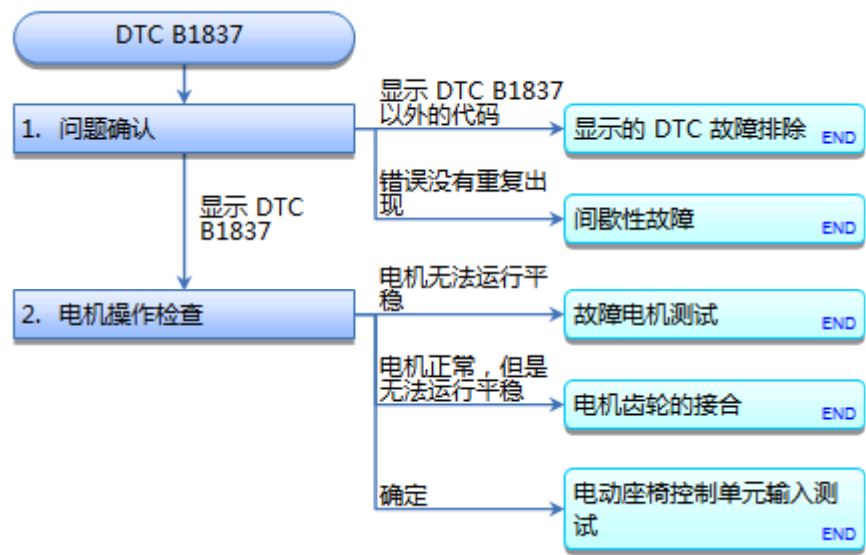 DTC B1837
显示 DTC B1837
以外的代码
1. 问题确认
显示的 DTC 故障排除 END
错误没有重复出
现
间歇性故障 END
显示 DTC
B1837
电机无法运行平
稳
2. 电机操作检查
故障电机测试 END
电机正常，但是
无法运行平稳
电机齿轮的接合 END
确定
电动座椅控制单元输入测
试 END